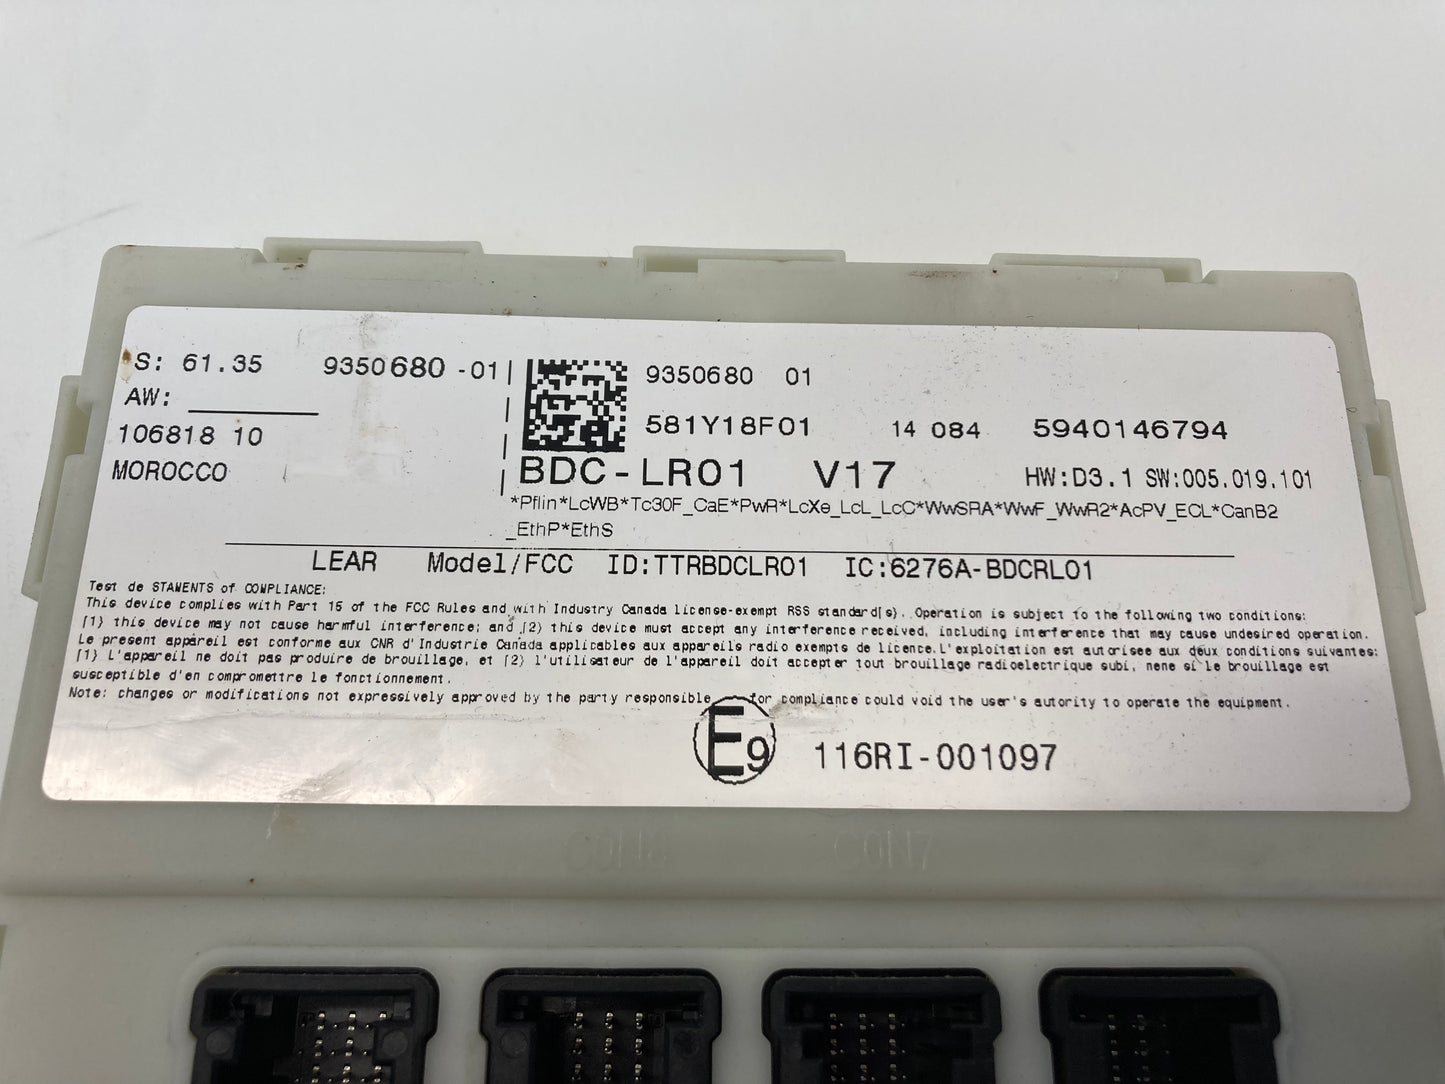 S: 61.35 9350680-01
AW:
106818 10
MOROCCO
9350680 01
581Y18F01 14 084 5940146794
BDC-LR01 V17 HW:D3.1 SW:005.019.101
*Pflin*LcWB*Tc30F_CaE*PwR*LcXe_LcL_LcC*WwSRA*WwF_WwR2*AcPV_ECL*CanB2
_EthP*EthS
LEAR Model/FCC ID:TTRBDCLR01 IC:6276A-BDCRL01
Test de STAWENTS of COMPLIANCE:
This device complies with Part 15 of the FCC Rules and with Industry Canada license-exempt RSS standard(s). Operation is subject to the following two conditions:
(1) this device may not cause harmful interference; and (2) this device must accept any interference received, including interference that may cause undesired operation.
Le present appareil est conforme aux CNR d'Industrie Canada applicables aux appareils radio exempts de licence.L'exploitation est autorisee aux deux conditions suivantes:
(1) L'appareil ne doit pas produire de brouillage, et (2) l'utilisateur de l'appareil doit accepter tout brouillage radioelectrique subi, nene si le brouillage est
susceptible d'en compromettre le fonctionnement.
Note: changes or modifications not expressively approved by the party responsible for compliance could void the user's autority to operate the equipment.
E9 116RI-001097
CON7